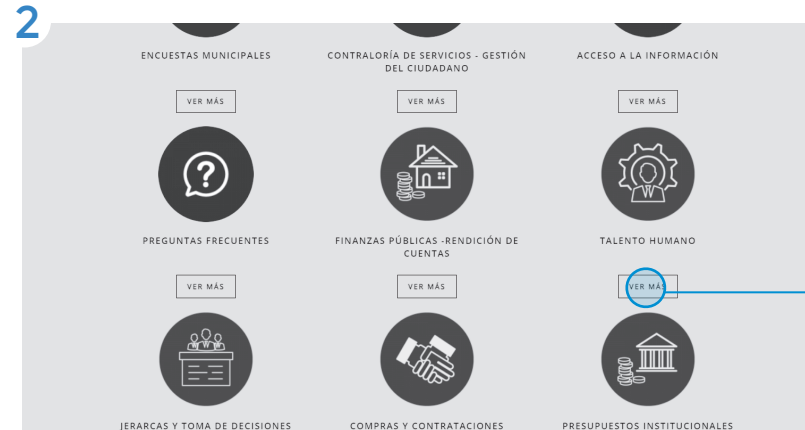 2
ENCUESTAS MUNICIPALES
CONTRALORÍA DE SERVICIOS - GESTIÓN
DEL CIUDADANO
ACCESO A LA INFORMACIÓN
VER MÁS
VER MÁS
VER MÁS
PREGUNTAS FRECUENTES
FINANZAS PÚBLICAS -RENDICIÓN DE
CUENTAS
TALENTO HUMANO
VER MÁS
VER MÁS
VER MÁS
JERARCAS Y TOMA DE DECISIONES
COMPRAS Y CONTRATACIONES
PRESUPUESTOS INSTITUCIONALES